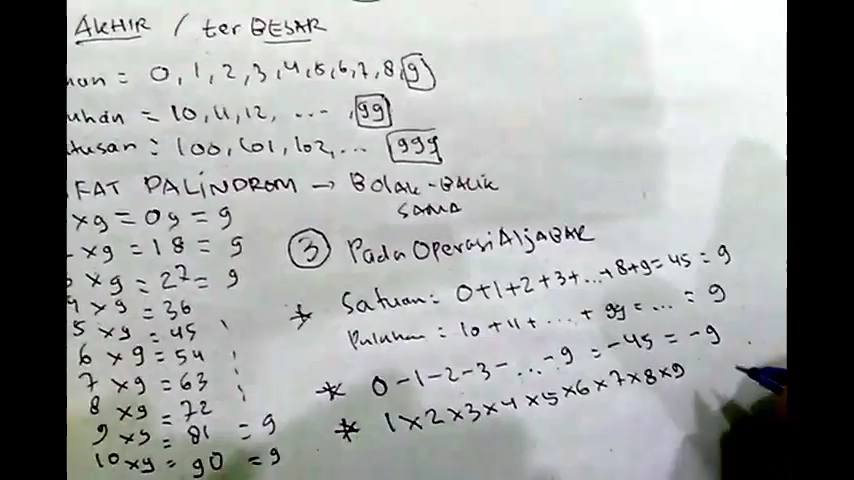 AKHIR / terBESAR
uan = 0, 1, 2, 3, 4, 5, 6, 7, 8, 9
uhan = 10, 11, 12, ... , 99
tusan : 100, 101, 102, ... 999
FAT PALINDROM → BOLAK-BALIK
SAMA
x9 = 09 = 9
x9 = 18 = 9
x9 = 27 = 9
4 x9 = 36
5 x9 = 45
6 x9 = 54
7 x9 = 63
8 x9 = 72
9 x9 = 81 = 9
10 x9 = 90 = 9
3 Pada Operasi AljABAR
* Satuan : 0+1+2+3+...+8+9 = 45 = 9
Puluhan : 10+11+...+99 = ... = 9
* 0-1-2-3-...-9 = -45 = -9
* 1x2x3x4x5x6x7x8x9